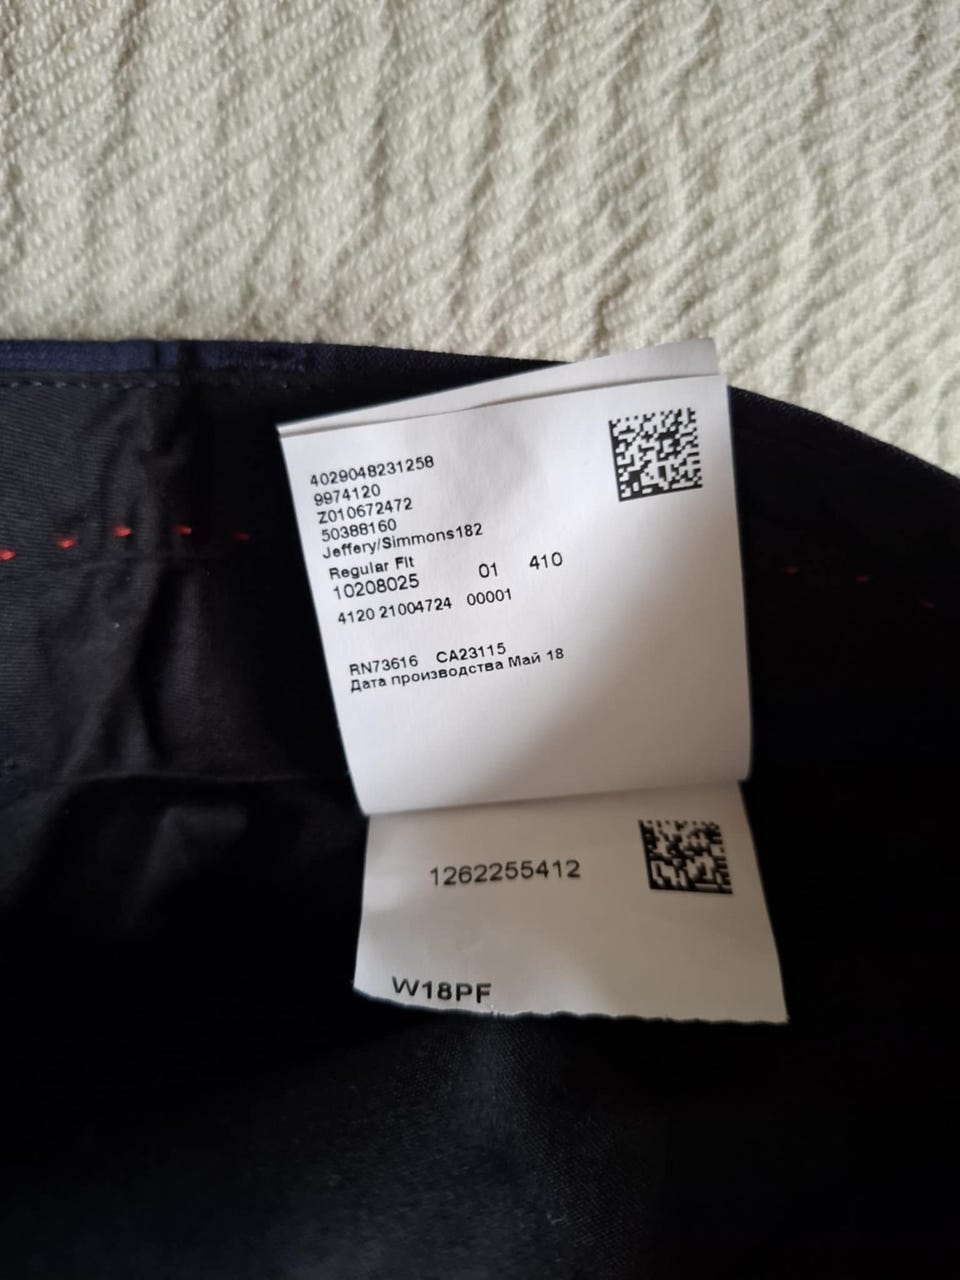 4029048231258
9974120
Z010672472
50388160
Jeffery/Simmons182
Regular Fit
10208025 01 410
4120 21004724 00001
RN73616 CA23115
Дата производства Май 18
1262255412
W18PF